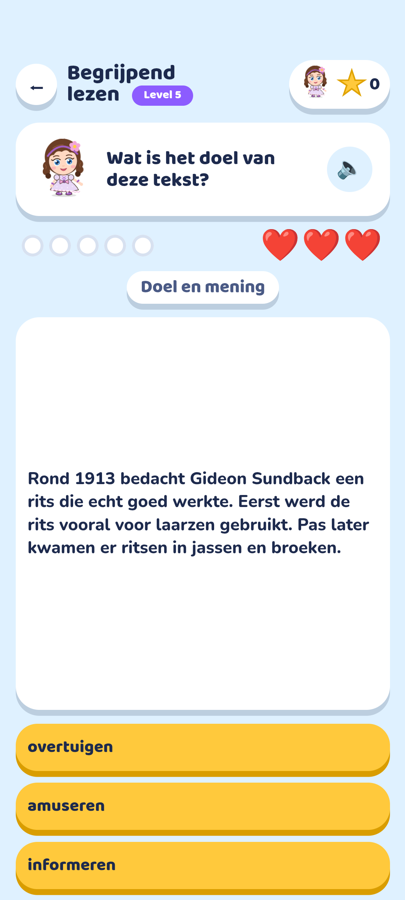 ←
Begrijpend
lezen
Level 5
0
Wat is het doel van
deze tekst?
Doel en mening
Rond 1913 bedacht Gideon Sundback een
rits die echt goed werkte. Eerst werd de
rits vooral voor laarzen gebruikt. Pas later
kwamen er ritsen in jassen en broeken.
overtuigen
amuseren
informeren